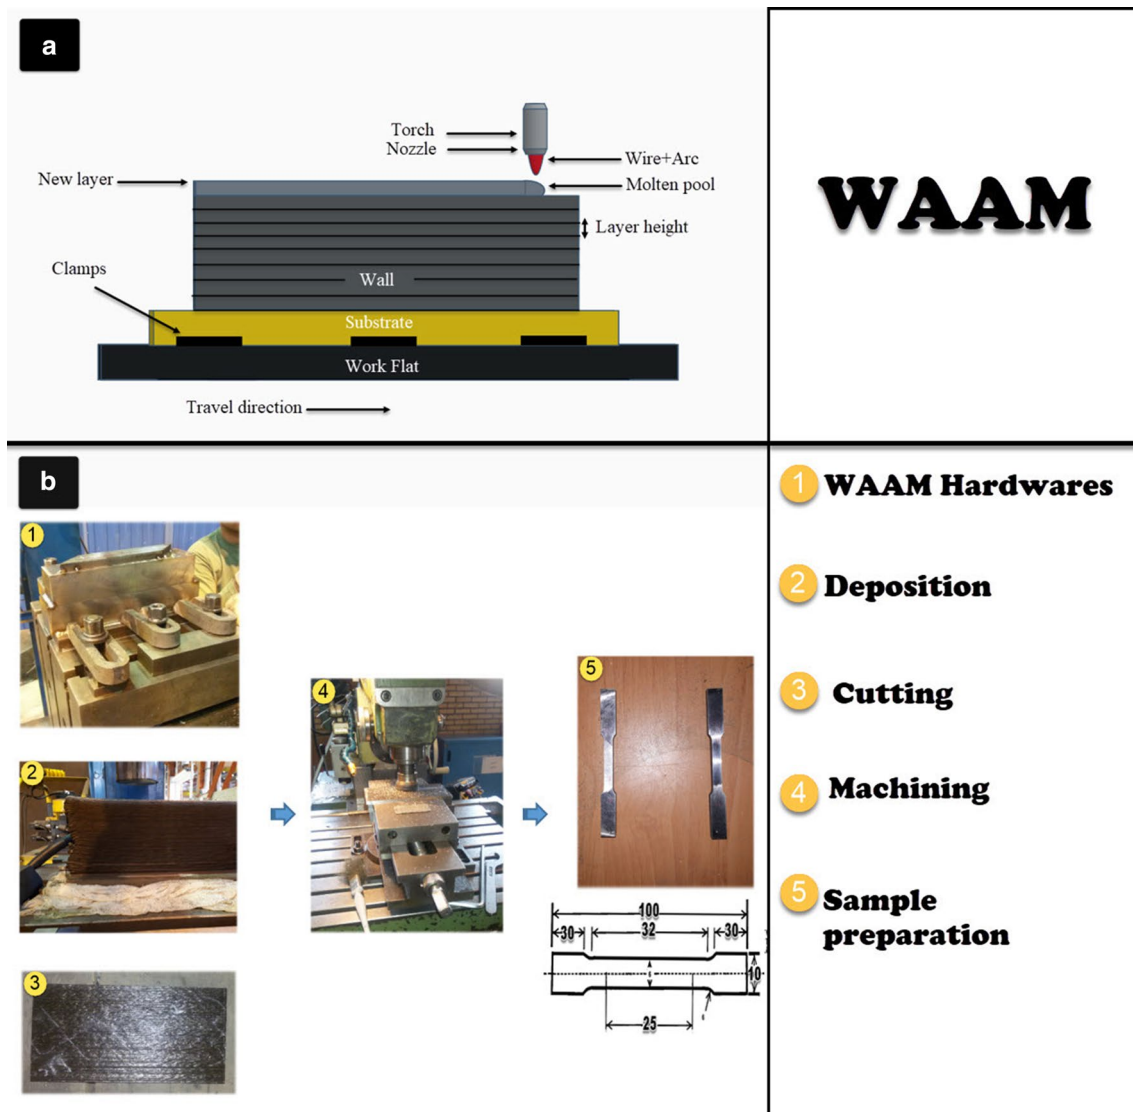 a
Torch
Nozzle
Wire+Arc
Molten pool
New layer
Layer height
Clamps
Wall
Substrate
Work Flat
Travel direction
WAAM
b
1
2
3
4
5
100
30
32
30
10
25
1 WAAM Hardwares
2 Deposition
3 Cutting
4 Machining
5 Sample
preparation